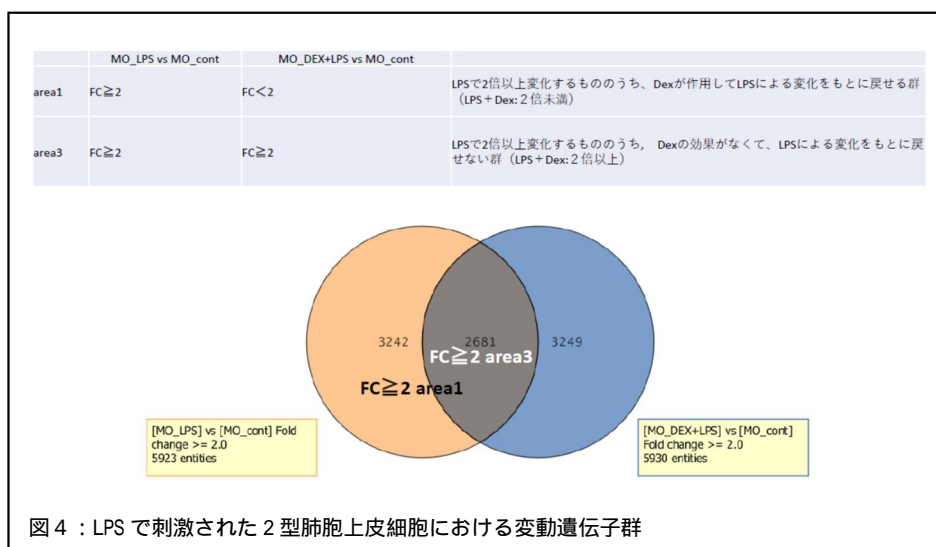 MO_LPS vs MO_cont MO_DEX+LPS vs MO_cont
area1 FC≧2 FC<2 LPSで2倍以上変化するもののうち、Dexが作用してLPSによる変化をもとに戻せる群
（LPS+Dex:２倍未満）
area3 FC≧2 FC≧2 LPSで2倍以上変化するもののうち, Dexの効果がなくて、LPSによる変化をもとに戻
せない群（LPS+Dex:２倍以上）
3242 2681 3249
FC≧2 area3
FC≧2 area1
[MO_LPS] vs [MO_cont] Fold
change >= 2.0
5923 entities
[MO_DEX+LPS] vs [MO_cont]
Fold change >= 2.0
5930 entities
図４：LPSで刺激された２型肺胞上皮細胞における変動遺伝子群